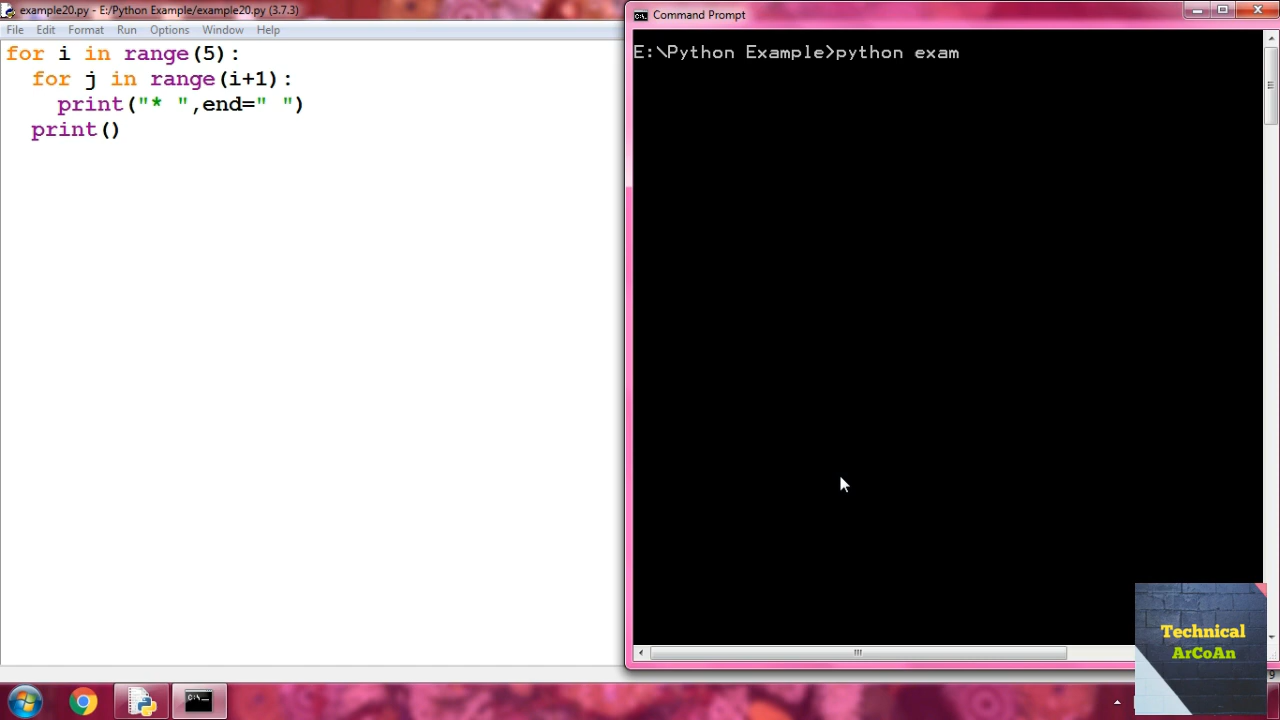 example20.py - E:/Python Example/example20.py (3.7.3)
File Edit Format Run Options Window Help
for i in range(5):
  for j in range(i+1):
    print("* ",end=" ")
  print()
Command Prompt
E:\Python Example>python exam
Technical
ArCoAn
9